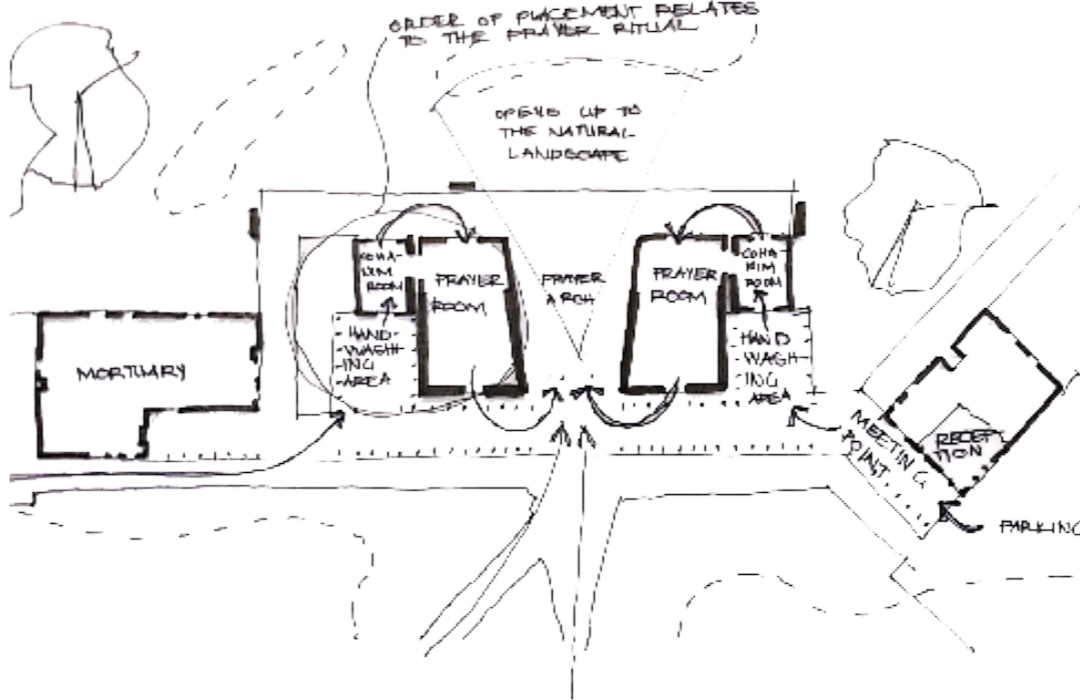 ORDER OF PLACEMENT RELATES
TO THE PRAYER RITUAL
OPENS UP TO
THE NATURAL
LANDSCAPE
COHA-
NIM
ROOM
PRAYER
ROOM
PRAYER
ARCH
PRAYER
ROOM
COHA-
NIM
ROOM
HAND-
WASH-
ING
AREA
HAND
WASH-
ING
AREA
MORTUARY
MEETING
POINT
RECEP-
TION
PARKING